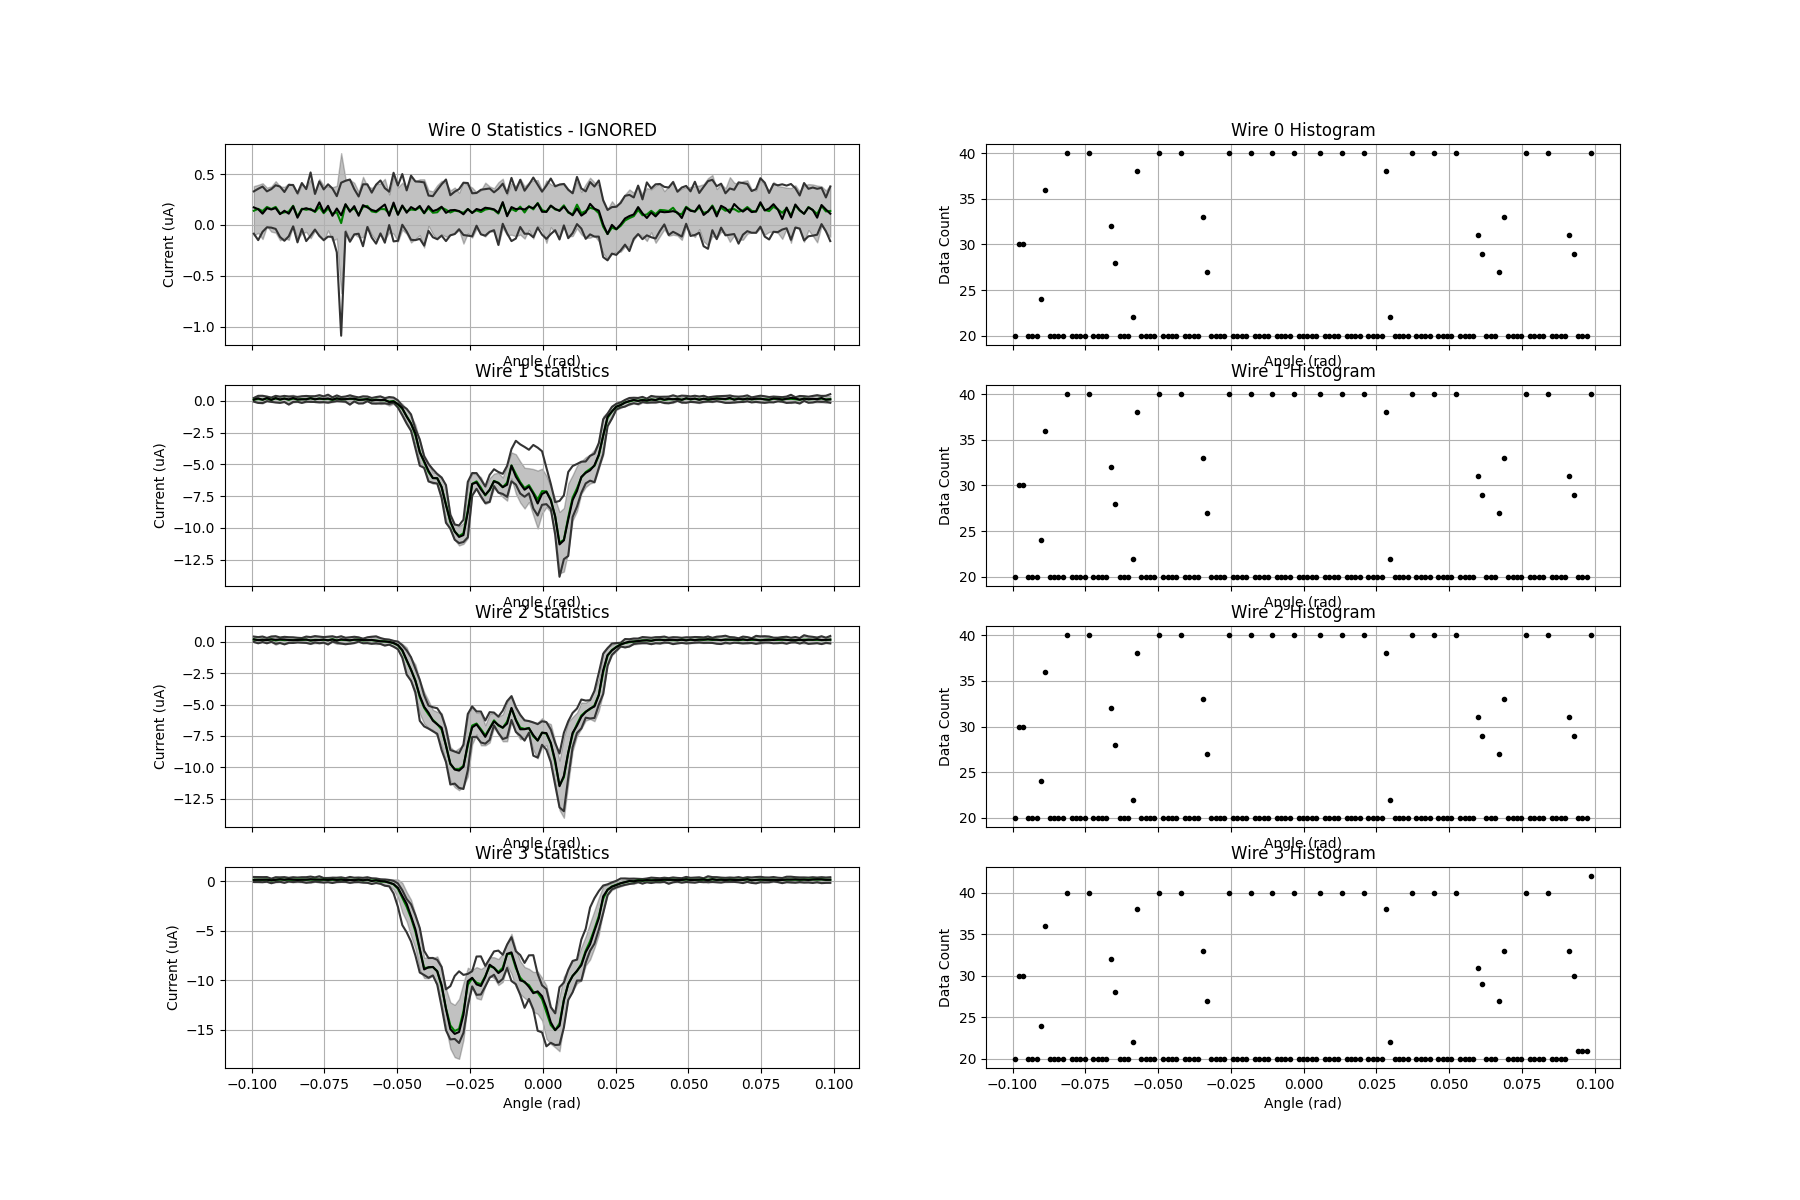 Wire 0 Statistics - IGNORED
Current (uA)
0.5
0.0
−0.5
−1.0
Angle (rad)
Wire 0 Histogram
Data Count
40
35
30
25
20
Angle (rad)
Wire 1 Statistics
Current (uA)
0.0
−2.5
−5.0
−7.5
−10.0
−12.5
Angle (rad)
Wire 1 Histogram
Data Count
40
35
30
25
20
Angle (rad)
Wire 2 Statistics
Current (uA)
0.0
−2.5
−5.0
−7.5
−10.0
−12.5
Angle (rad)
Wire 2 Histogram
Data Count
40
35
30
25
20
Angle (rad)
Wire 3 Statistics
Current (uA)
0
−5
−10
−15
−0.100 −0.075 −0.050 −0.025 0.000 0.025 0.050 0.075 0.100
Angle (rad)
Wire 3 Histogram
Data Count
40
35
30
25
20
−0.100 −0.075 −0.050 −0.025 0.000 0.025 0.050 0.075 0.100
Angle (rad)